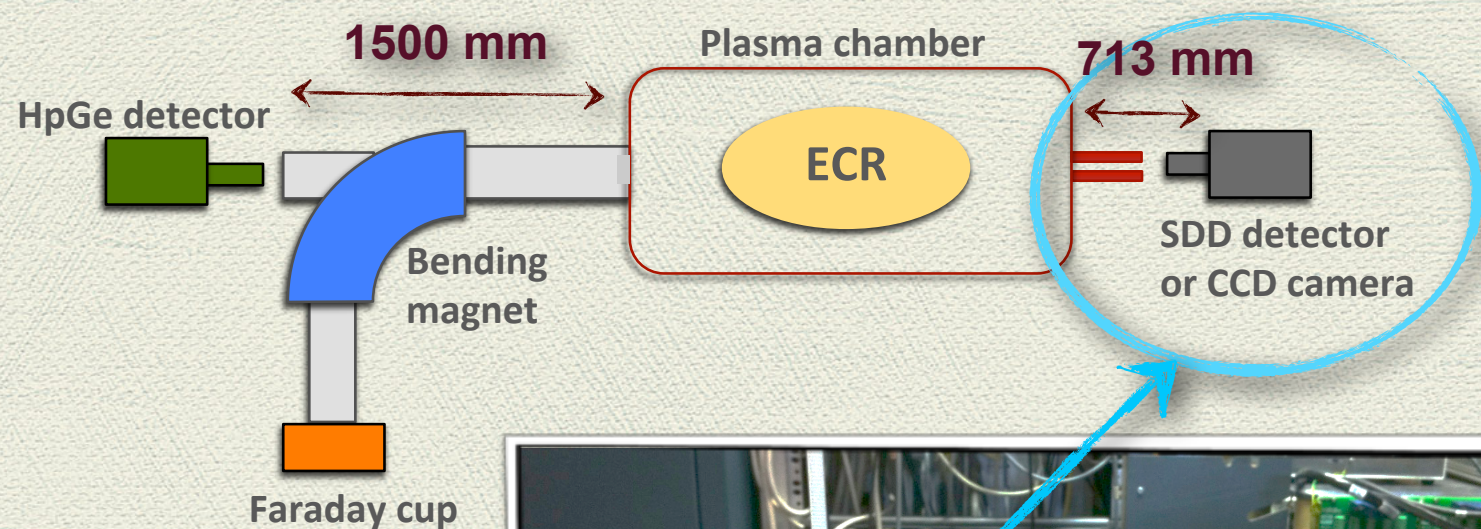 1500 mm
Plasma chamber
713 mm
HpGe detector
ECR
SDD detector
or CCD camera
Bending
magnet
Faraday cup